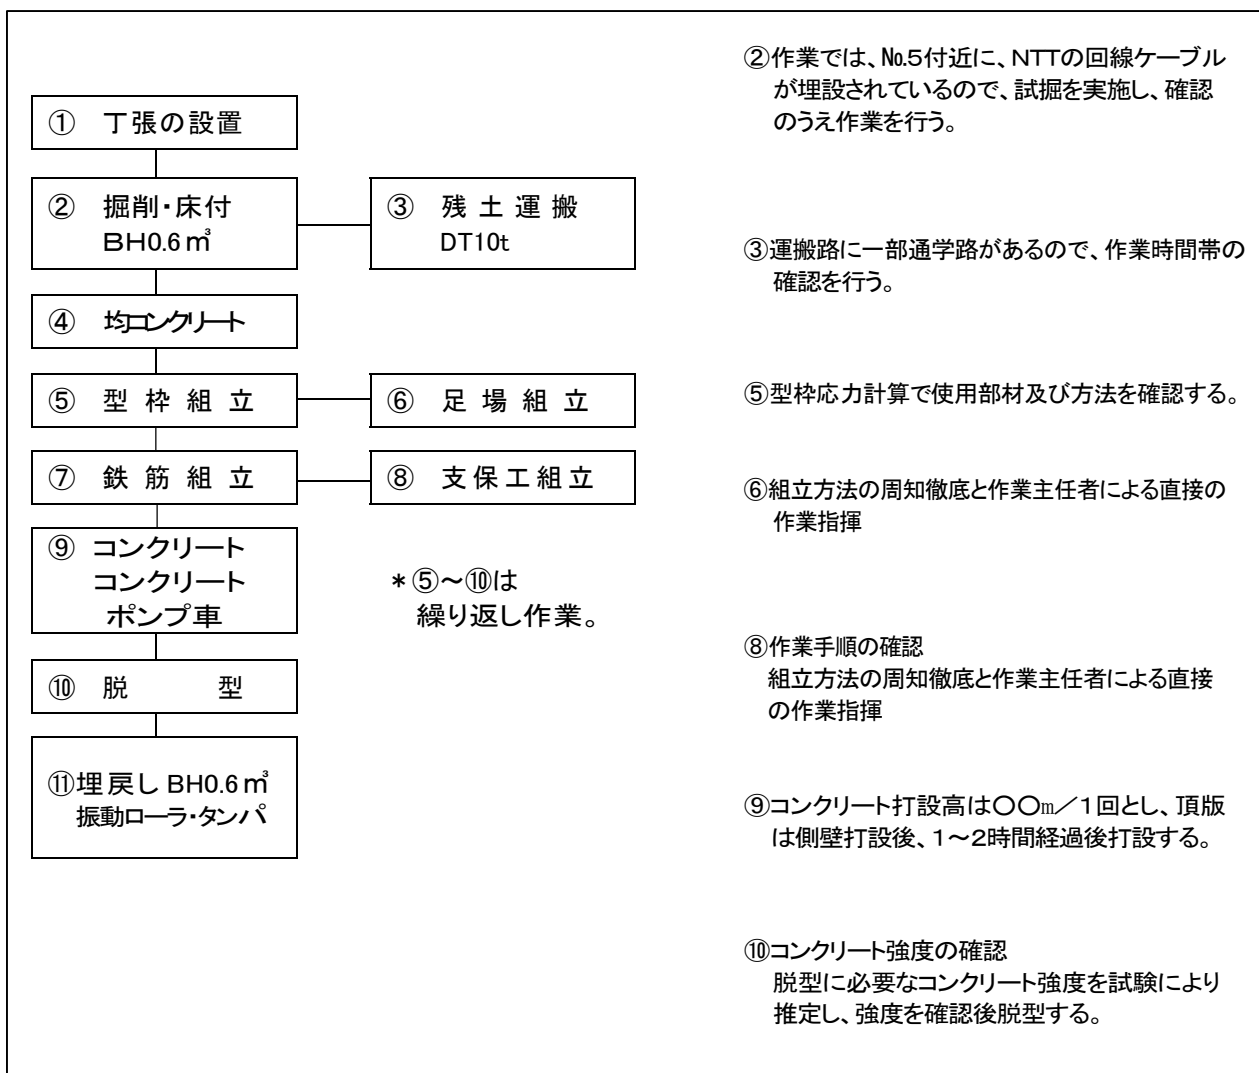 ① 丁張の設置
② 掘削・床付
BH0.6㎥
③ 残土運搬
DT10t
④ 均コンクリート
⑤ 型枠組立
⑥ 足場組立
⑦ 鉄筋組立
⑧ 支保工組立
⑨ コンクリート
コンクリート
ポンプ車
*⑤~⑩は
繰り返し作業。
⑩ 脱 型
⑪埋戻し BH0.6㎥
振動ローラ・タンパ
②作業では、№5付近に、NTTの回線ケーブル
が埋設されているので、試掘を実施し、確認
のうえ作業を行う。
③運搬路に一部通学路があるので、作業時間帯の
確認を行う。
⑤型枠応力計算で使用部材及び方法を確認する。
⑥組立方法の周知徹底と作業主任者による直接の
作業指揮
⑧作業手順の確認
組立方法の周知徹底と作業主任者による直接
の作業指揮
⑨コンクリート打設高は〇〇m/1回とし、頂版
は側壁打設後、1~2時間経過後打設する。
⑩コンクリート強度の確認
脱型に必要なコンクリート強度を試験により
推定し、強度を確認後脱型する。